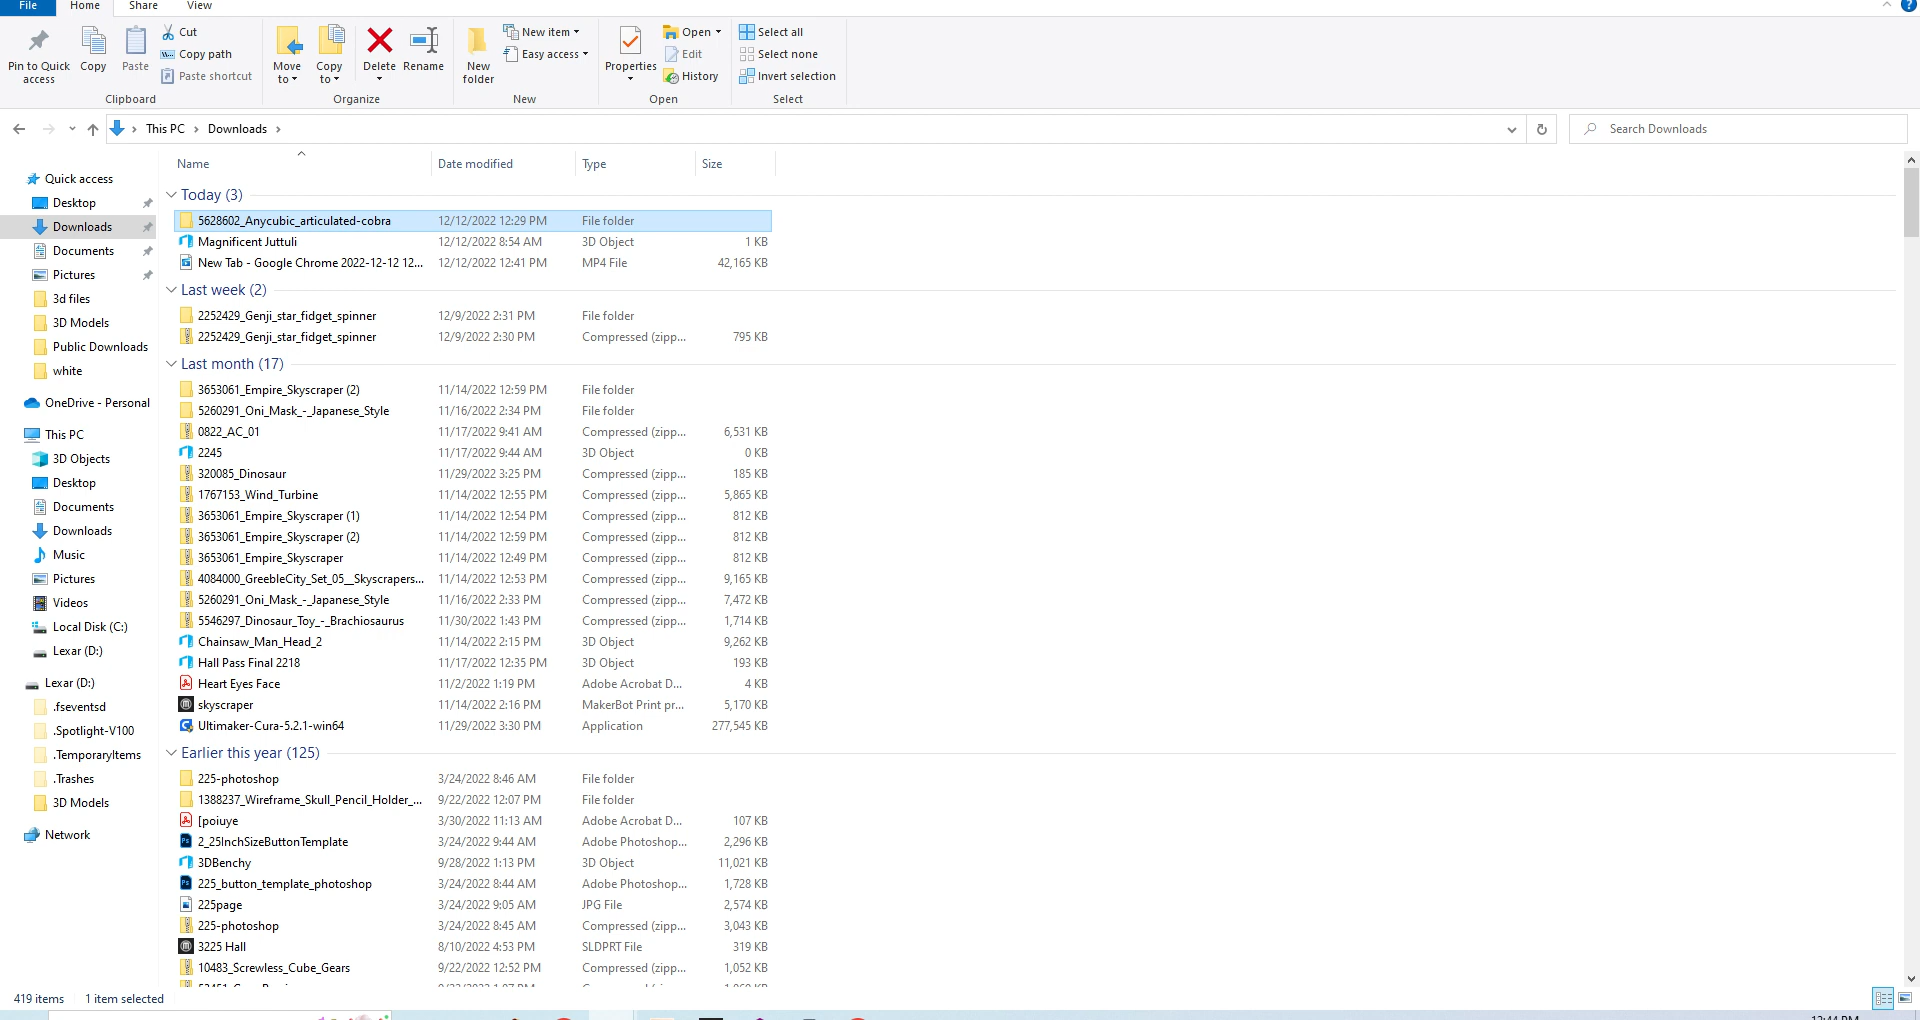 File Home Share View
Pin to Quick access
Copy
Paste
Cut
Copy path
Paste shortcut
Clipboard
Move to
Copy to
Delete
Rename
Organize
New folder
New item
Easy access
New
Properties
Open
Edit
History
Open
Select all
Select none
Invert selection
Select
This PC Downloads
Search Downloads
Quick access
Desktop
Downloads
Documents
Pictures
3d files
3D Models
Public Downloads
white
OneDrive - Personal
This PC
3D Objects
Desktop
Documents
Downloads
Music
Pictures
Videos
Local Disk (C:)
Lexar (D:)
Lexar (D:)
.fseventsd
.Spotlight-V100
.TemporaryItems
.Trashes
3D Models
Network
Name Date modified Type Size
Today (3)
5628602_Anycubic_articulated-cobra 12/12/2022 12:29 PM File folder
Magnificent Juttuli 12/12/2022 8:54 AM 3D Object 1 KB
New Tab - Google Chrome 2022-12-12 12... 12/12/2022 12:41 PM MP4 File 42,165 KB
Last week (2)
2252429_Genji_star_fidget_spinner 12/9/2022 2:31 PM File folder
2252429_Genji_star_fidget_spinner 12/9/2022 2:30 PM Compressed (zipp... 795 KB
Last month (17)
3653061_Empire_Skyscraper (2) 11/14/2022 12:59 PM File folder
5260291_Oni_Mask_-_Japanese_Style 11/16/2022 2:34 PM File folder
0822_AC_01 11/17/2022 9:41 AM Compressed (zipp... 6,531 KB
2245 11/17/2022 9:44 AM 3D Object 0 KB
320085_Dinosaur 11/29/2022 3:25 PM Compressed (zipp... 185 KB
1767153_Wind_Turbine 11/14/2022 12:55 PM Compressed (zipp... 5,865 KB
3653061_Empire_Skyscraper (1) 11/14/2022 12:54 PM Compressed (zipp... 812 KB
3653061_Empire_Skyscraper (2) 11/14/2022 12:59 PM Compressed (zipp... 812 KB
3653061_Empire_Skyscraper 11/14/2022 12:49 PM Compressed (zipp... 812 KB
4084000_GreebleCity_Set_05__Skyscrapers... 11/14/2022 12:53 PM Compressed (zipp... 9,165 KB
5260291_Oni_Mask_-_Japanese_Style 11/16/2022 2:33 PM Compressed (zipp... 7,472 KB
5546297_Dinosaur_Toy_-_Brachiosaurus 11/30/2022 1:43 PM Compressed (zipp... 1,714 KB
Chainsaw_Man_Head_2 11/14/2022 2:15 PM 3D Object 9,262 KB
Hall Pass Final 2218 11/17/2022 12:35 PM 3D Object 193 KB
Heart Eyes Face 11/2/2022 1:19 PM Adobe Acrobat D... 4 KB
skyscraper 11/14/2022 2:16 PM MakerBot Print pr... 5,170 KB
Ultimaker-Cura-5.2.1-win64 11/29/2022 3:30 PM Application 277,545 KB
Earlier this year (125)
225-photoshop 3/24/2022 8:46 AM File folder
1388237_Wireframe_Skull_Pencil_Holder_... 9/22/2022 12:07 PM File folder
[poiuye 3/30/2022 11:13 AM Adobe Acrobat D... 107 KB
2_25InchSizeButtonTemplate 3/24/2022 9:44 AM Adobe Photoshop... 2,296 KB
3DBenchy 9/28/2022 1:13 PM 3D Object 11,021 KB
225_button_template_photoshop 3/24/2022 8:44 AM Adobe Photoshop... 1,728 KB
225page 3/24/2022 9:05 AM JPG File 2,574 KB
225-photoshop 3/24/2022 8:45 AM Compressed (zipp... 3,043 KB
3225 Hall 8/10/2022 4:53 PM SLDPRT File 319 KB
10483_Screwless_Cube_Gears 9/22/2022 12:52 PM Compressed (zipp... 1,052 KB
419 items 1 item selected
12:44 PM